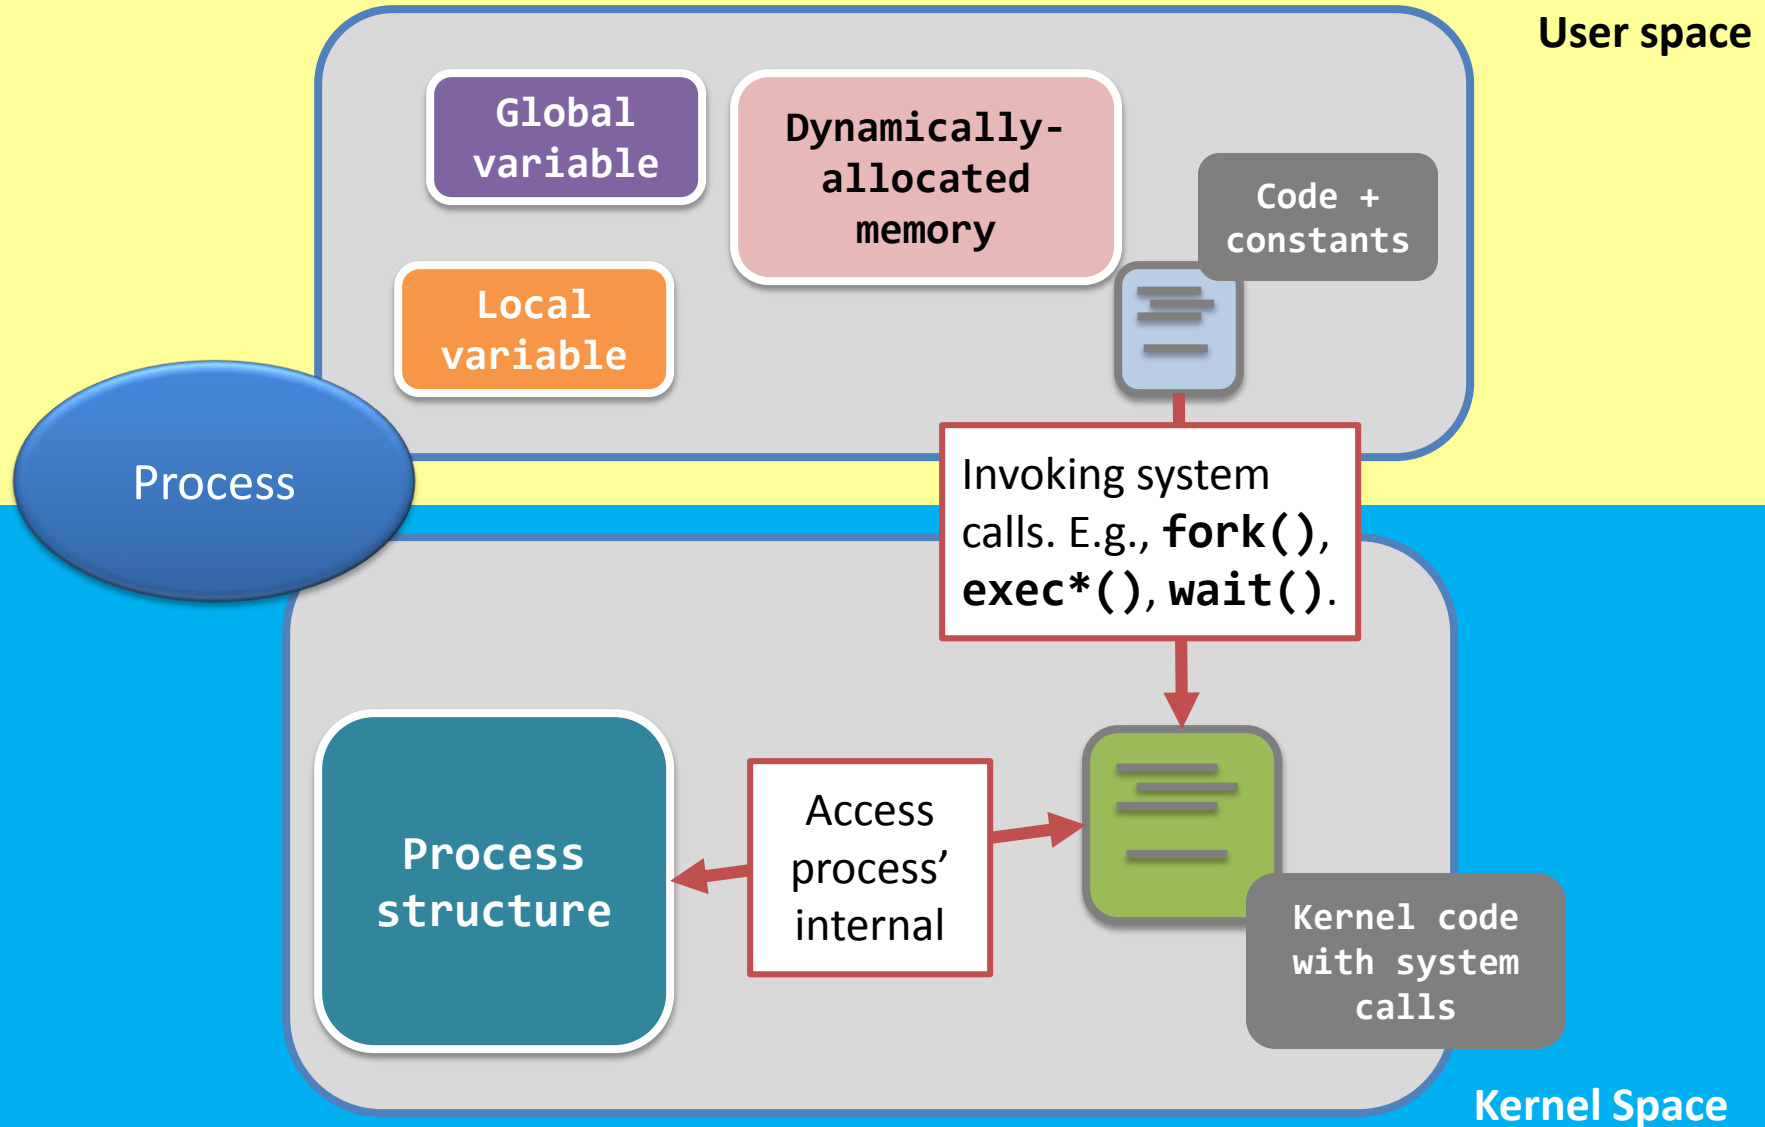 User space
Global
variable
Dynamically-
allocated
memory
Code +
constants
Local
variable
Process
Invoking system
calls. E.g., fork(),
exec*(), wait().
Process
structure
Access
process’
internal
Kernel code
with system
calls
Kernel Space